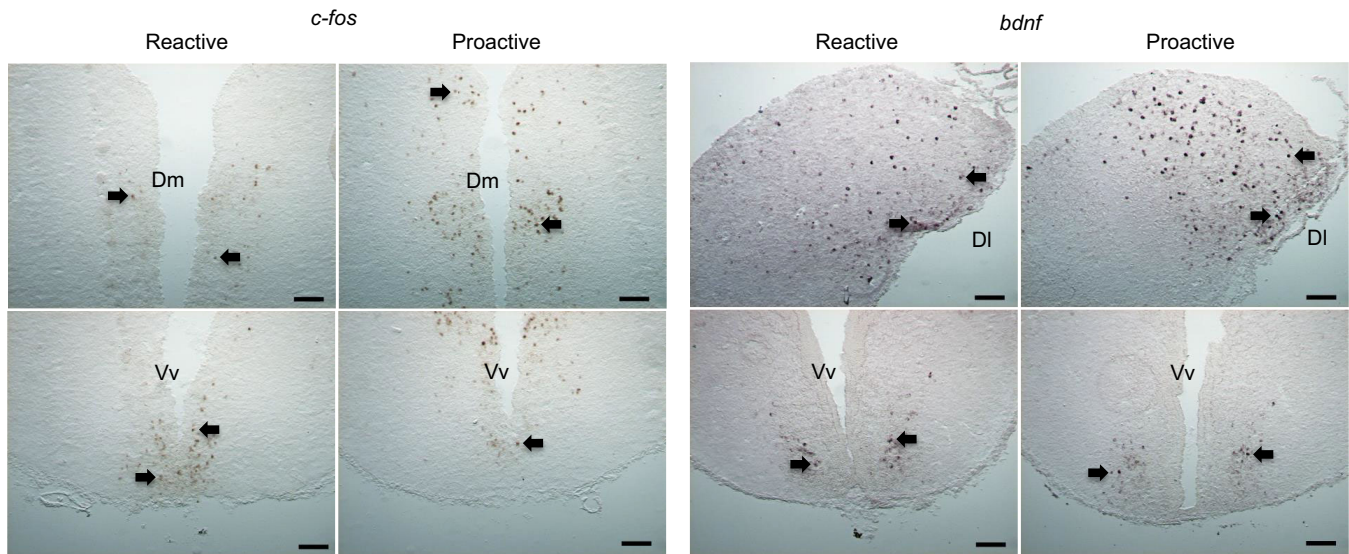 c-fos
bdnf
Reactive
Proactive
Reactive
Proactive
Dm
Dm
Dl
Dl
Vv
Vv
Vv
Vv